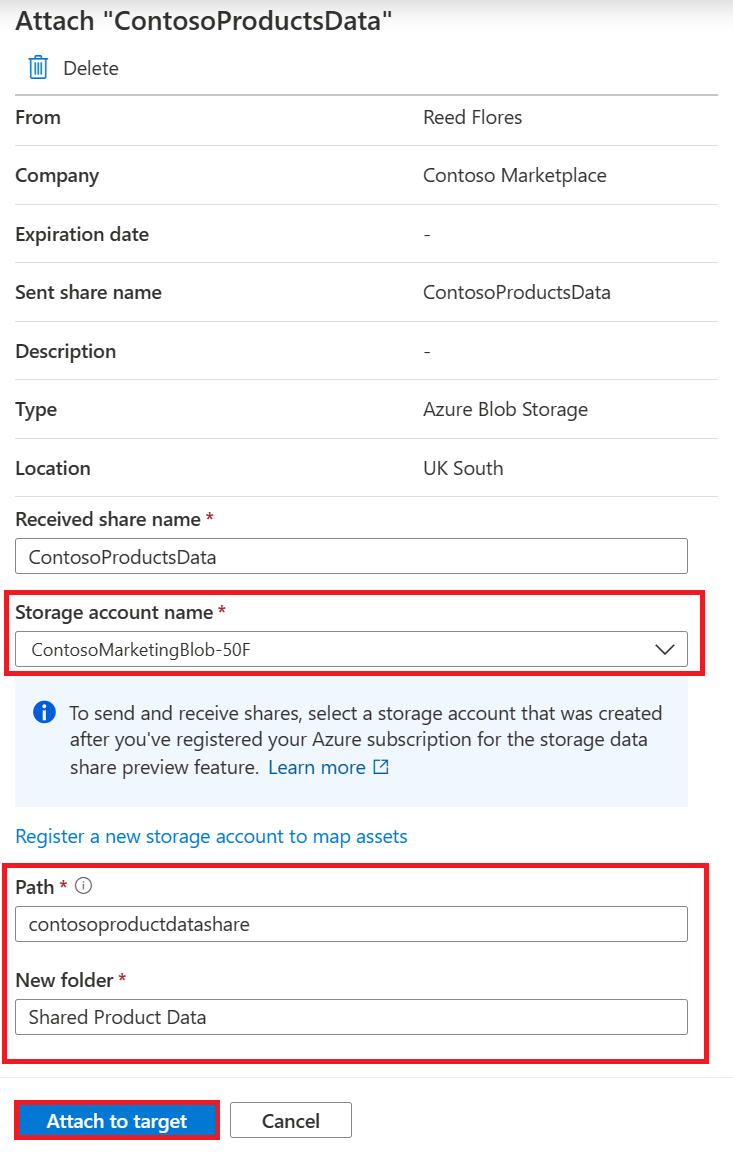 Attach "ContosoProductsData"
Delete
From Reed Flores
Company Contoso Marketplace
Expiration date -
Sent share name ContosoProductsData
Description -
Type Azure Blob Storage
Location UK South
Received share name *
ContosoProductsData
Storage account name *
ContosoMarketingBlob-50F
To send and receive shares, select a storage account that was created
after you've registered your Azure subscription for the storage data
share preview feature. Learn more
Register a new storage account to map assets
Path *
contosoproductdatashare
New folder *
Shared Product Data
Attach to target Cancel